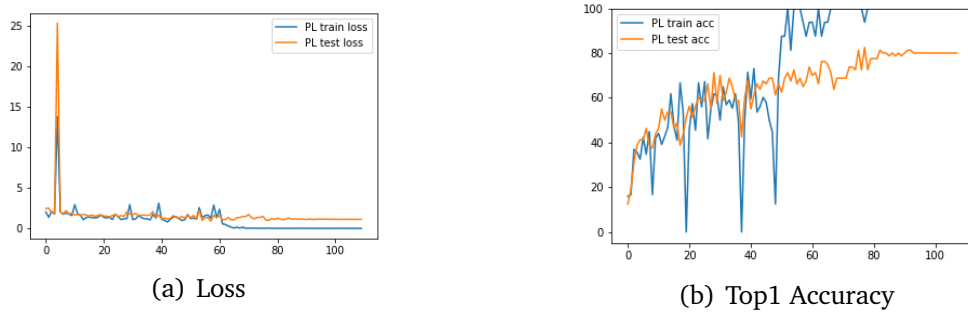 25
20
15
10
5
0
0 20 40 60 80 100
PL train loss
PL test loss
(a) Loss
100
80
60
40
20
0
0 20 40 60 80 100
PL train acc
PL test acc
(b) Top1 Accuracy